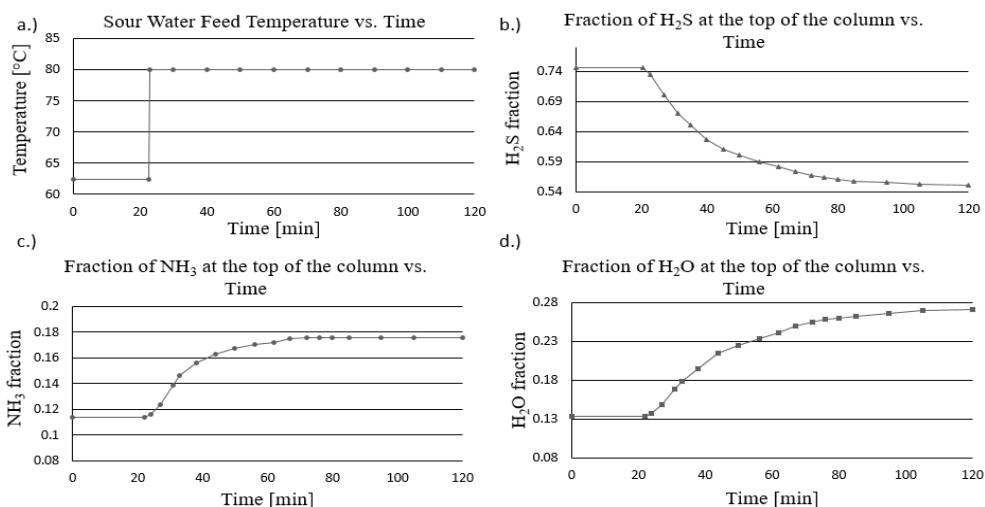 a.)
Sour Water Feed Temperature vs. Time
Temperature [°C]
85
80
75
70
65
60
0 20 40 60 80 100 120
Time [min]
b.)
Fraction of H₂S at the top of the column vs.
Time
H₂S fraction
0.74
0.69
0.64
0.59
0.54
0 20 40 60 80 100 120
Time [min]
c.)
Fraction of NH₃ at the top of the column vs.
Time
NH₃ fraction
0.2
0.18
0.16
0.14
0.12
0.1
0.08
0 20 40 60 80 100 120
Time [min]
d.)
Fraction of H₂O at the top of the column vs.
Time
H₂O fraction
0.28
0.23
0.18
0.13
0.08
0 20 40 60 80 100 120
Time [min]